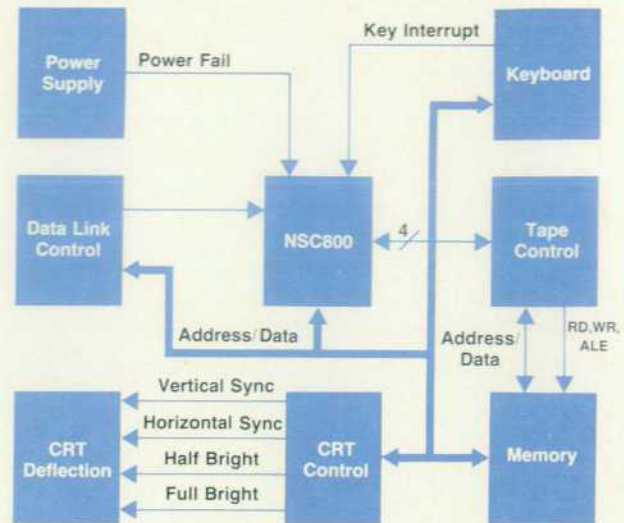 Key Interrupt
Power
Supply
Power Fail
Keyboard
Data Link
Control
NSC800
4
Tape
Control
Address/Data
Address/
Data
RD,WR,
ALE
Vertical Sync
Horizontal Sync
CRT
Deflection
Half Bright
Full Bright
CRT
Control
Memory